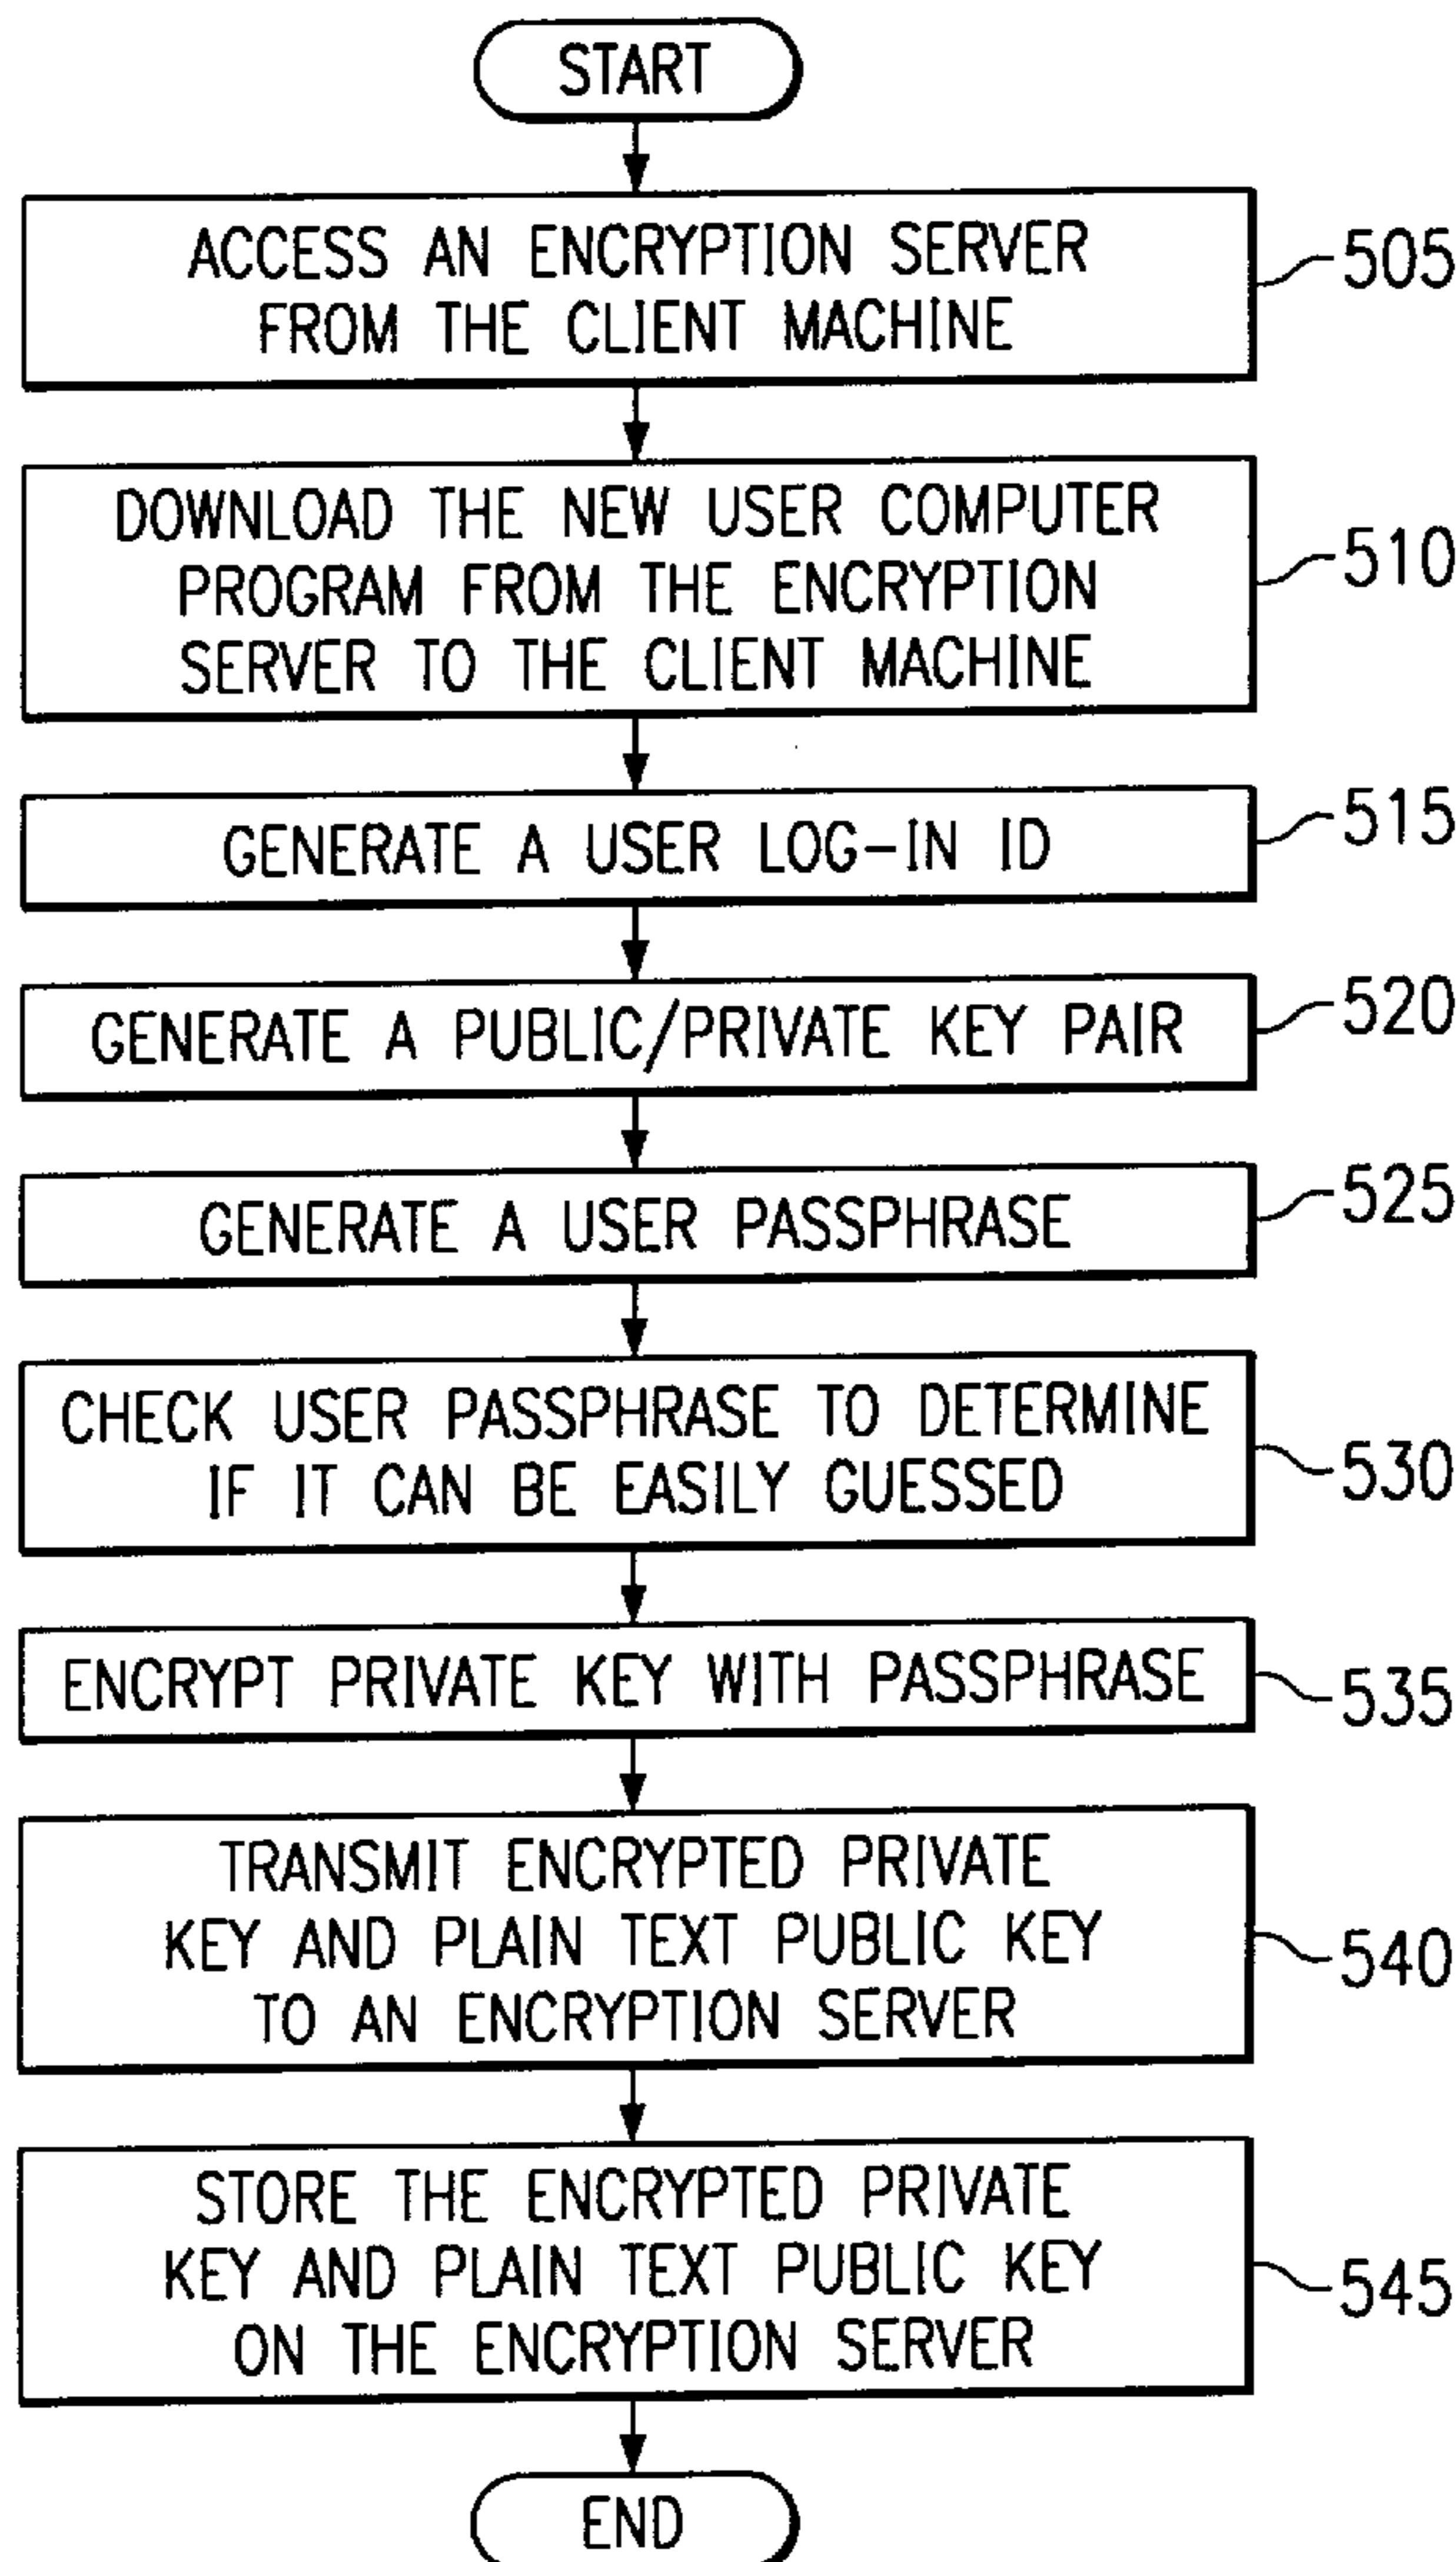 START
ACCESS AN ENCRYPTION SERVER
FROM THE CLIENT MACHINE
505
DOWNLOAD THE NEW USER COMPUTER
PROGRAM FROM THE ENCRYPTION
SERVER TO THE CLIENT MACHINE
510
GENERATE A USER LOG-IN ID
515
GENERATE A PUBLIC/PRIVATE KEY PAIR
520
GENERATE A USER PASSPHRASE
525
CHECK USER PASSPHRASE TO DETERMINE
IF IT CAN BE EASILY GUESSED
530
ENCRYPT PRIVATE KEY WITH PASSPHRASE
535
TRANSMIT ENCRYPTED PRIVATE
KEY AND PLAIN TEXT PUBLIC KEY
TO AN ENCRYPTION SERVER
540
STORE THE ENCRYPTED PRIVATE
KEY AND PLAIN TEXT PUBLIC KEY
ON THE ENCRYPTION SERVER
545
END